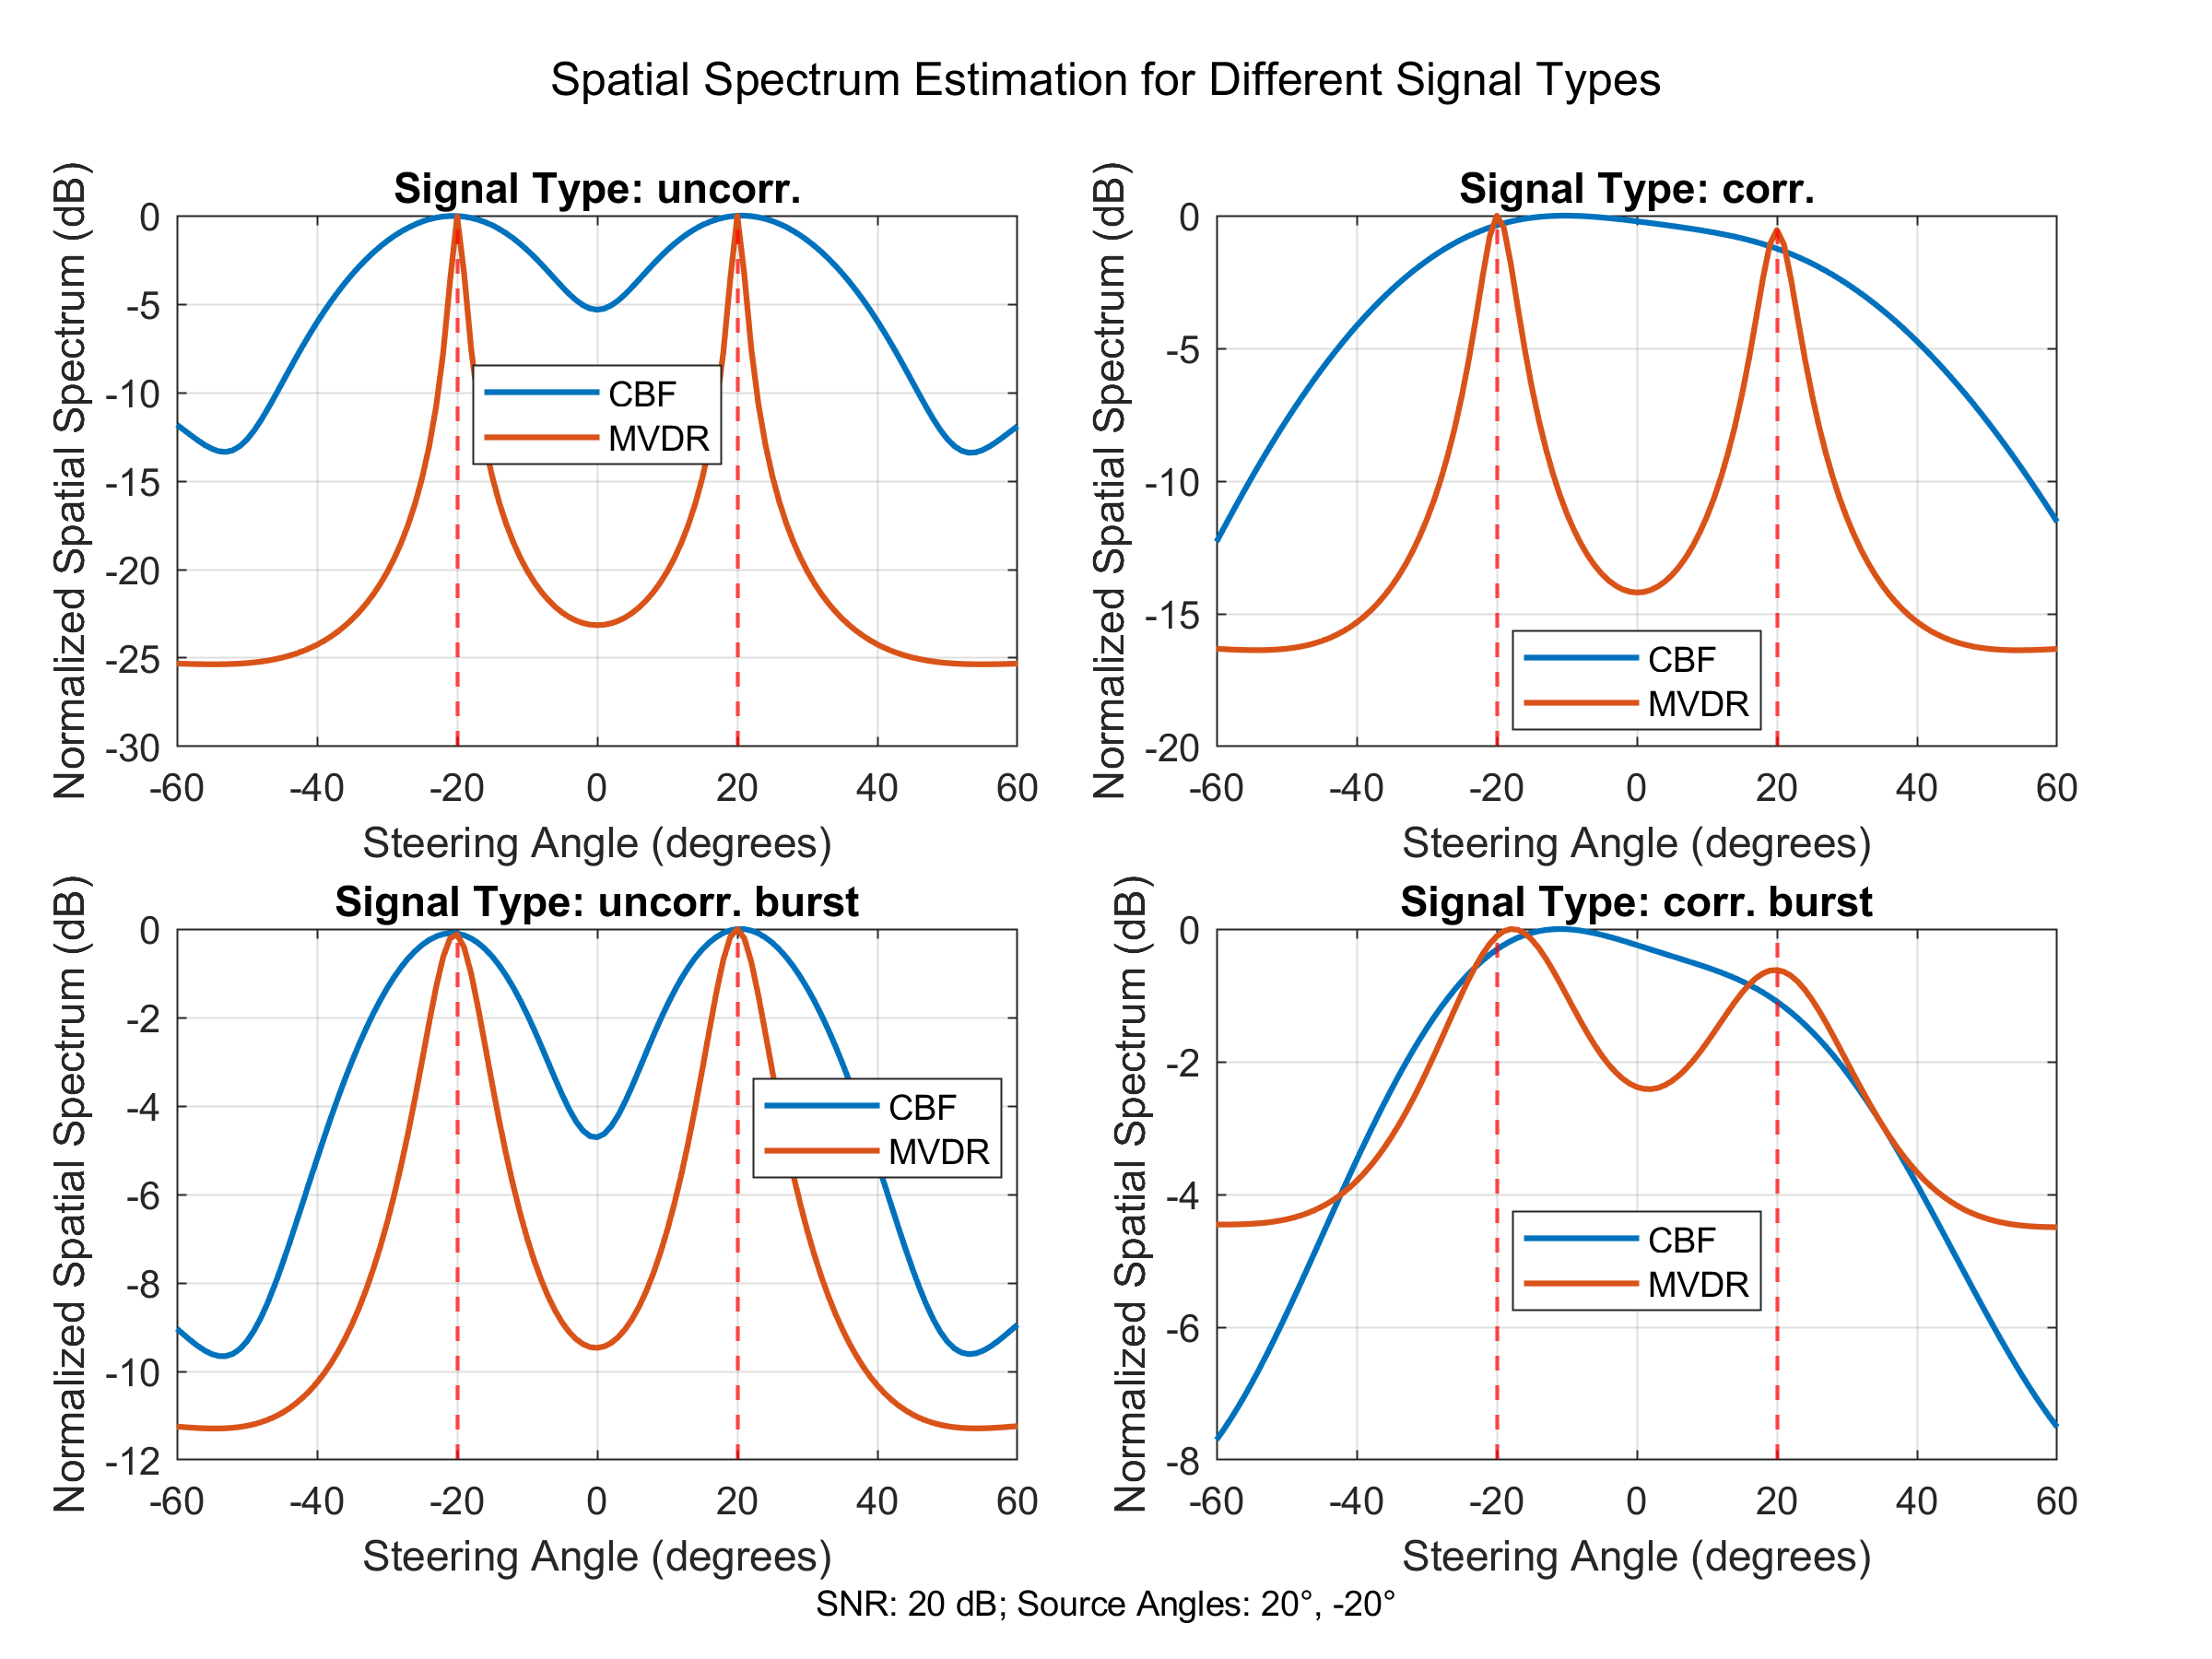 Spatial Spectrum Estimation for Different Signal Types
Signal Type: uncorr.
Normalized Spatial Spectrum (dB)
0
-5
-10
-15
-20
-25
-30
CBF
MVDR
-60 -40 -20 0 20 40 60
Steering Angle (degrees)
Signal Type: corr.
Normalized Spatial Spectrum (dB)
0
-5
-10
-15
-20
CBF
MVDR
-60 -40 -20 0 20 40 60
Steering Angle (degrees)
Signal Type: uncorr. burst
Normalized Spatial Spectrum (dB)
0
-2
-4
-6
-8
-10
-12
CBF
MVDR
-60 -40 -20 0 20 40 60
Steering Angle (degrees)
Signal Type: corr. burst
Normalized Spatial Spectrum (dB)
0
-2
-4
-6
-8
CBF
MVDR
-60 -40 -20 0 20 40 60
Steering Angle (degrees)
SNR: 20 dB; Source Angles: 20°, -20°